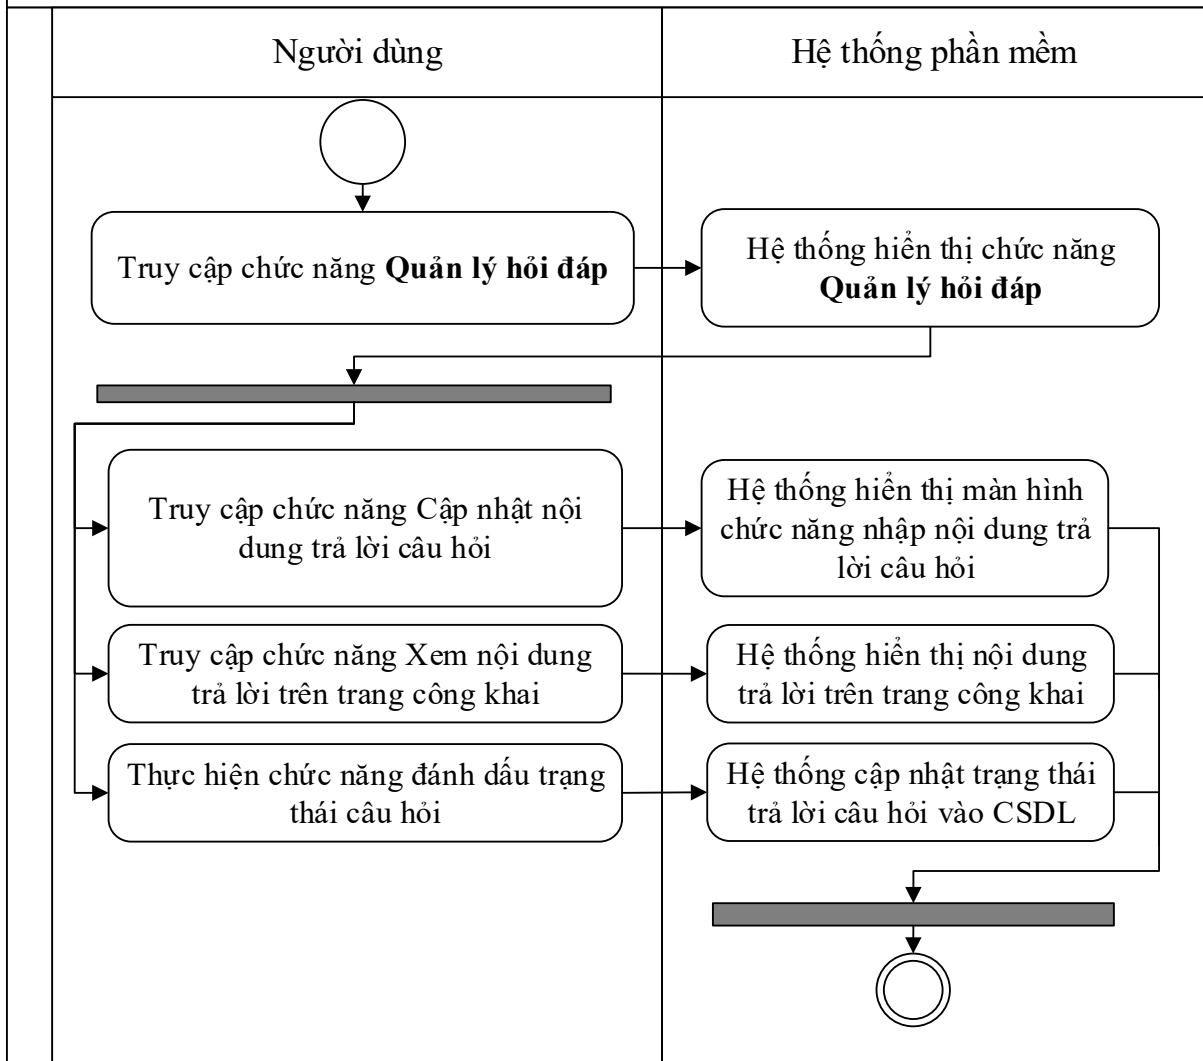 Người dùng
Hệ thống phần mềm
Truy cập chức năng Quản lý hỏi đáp
Hệ thống hiển thị chức năng
Quản lý hỏi đáp
Truy cập chức năng Cập nhật nội
dung trả lời câu hỏi
Hệ thống hiển thị màn hình
chức năng nhập nội dung trả
lời câu hỏi
Truy cập chức năng Xem nội dung
trả lời trên trang công khai
Hệ thống hiển thị nội dung
trả lời trên trang công khai
Thực hiện chức năng đánh dấu trạng
thái câu hỏi
Hệ thống cập nhật trạng thái
trả lời câu hỏi vào CSDL